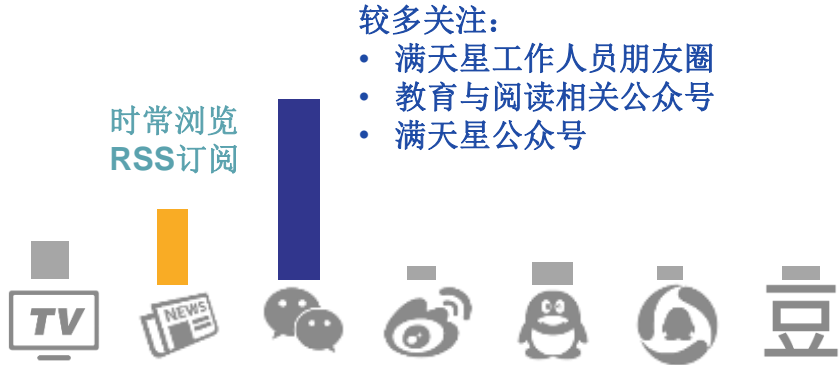 较多关注：
• 满天星工作人员朋友圈
• 教育与阅读相关公众号
• 满天星公众号
时常浏览
RSS订阅
TV
NEWS
豆